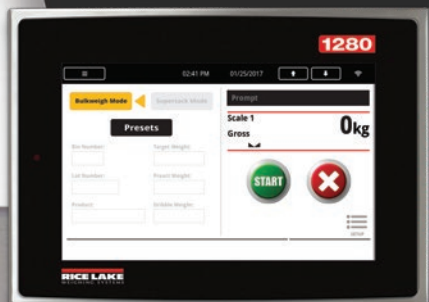 1280
02:41 PM 01/25/2017
Bulkweigh Mode Supersack Mode
Prompt
Presets
Scale 1
Gross
0kg
Bin Number: Target Weight:
Lot Number: Preact Weight:
Product: Dribble Weight:
START
SETUP
RICE LAKE
WEIGHING SYSTEMS